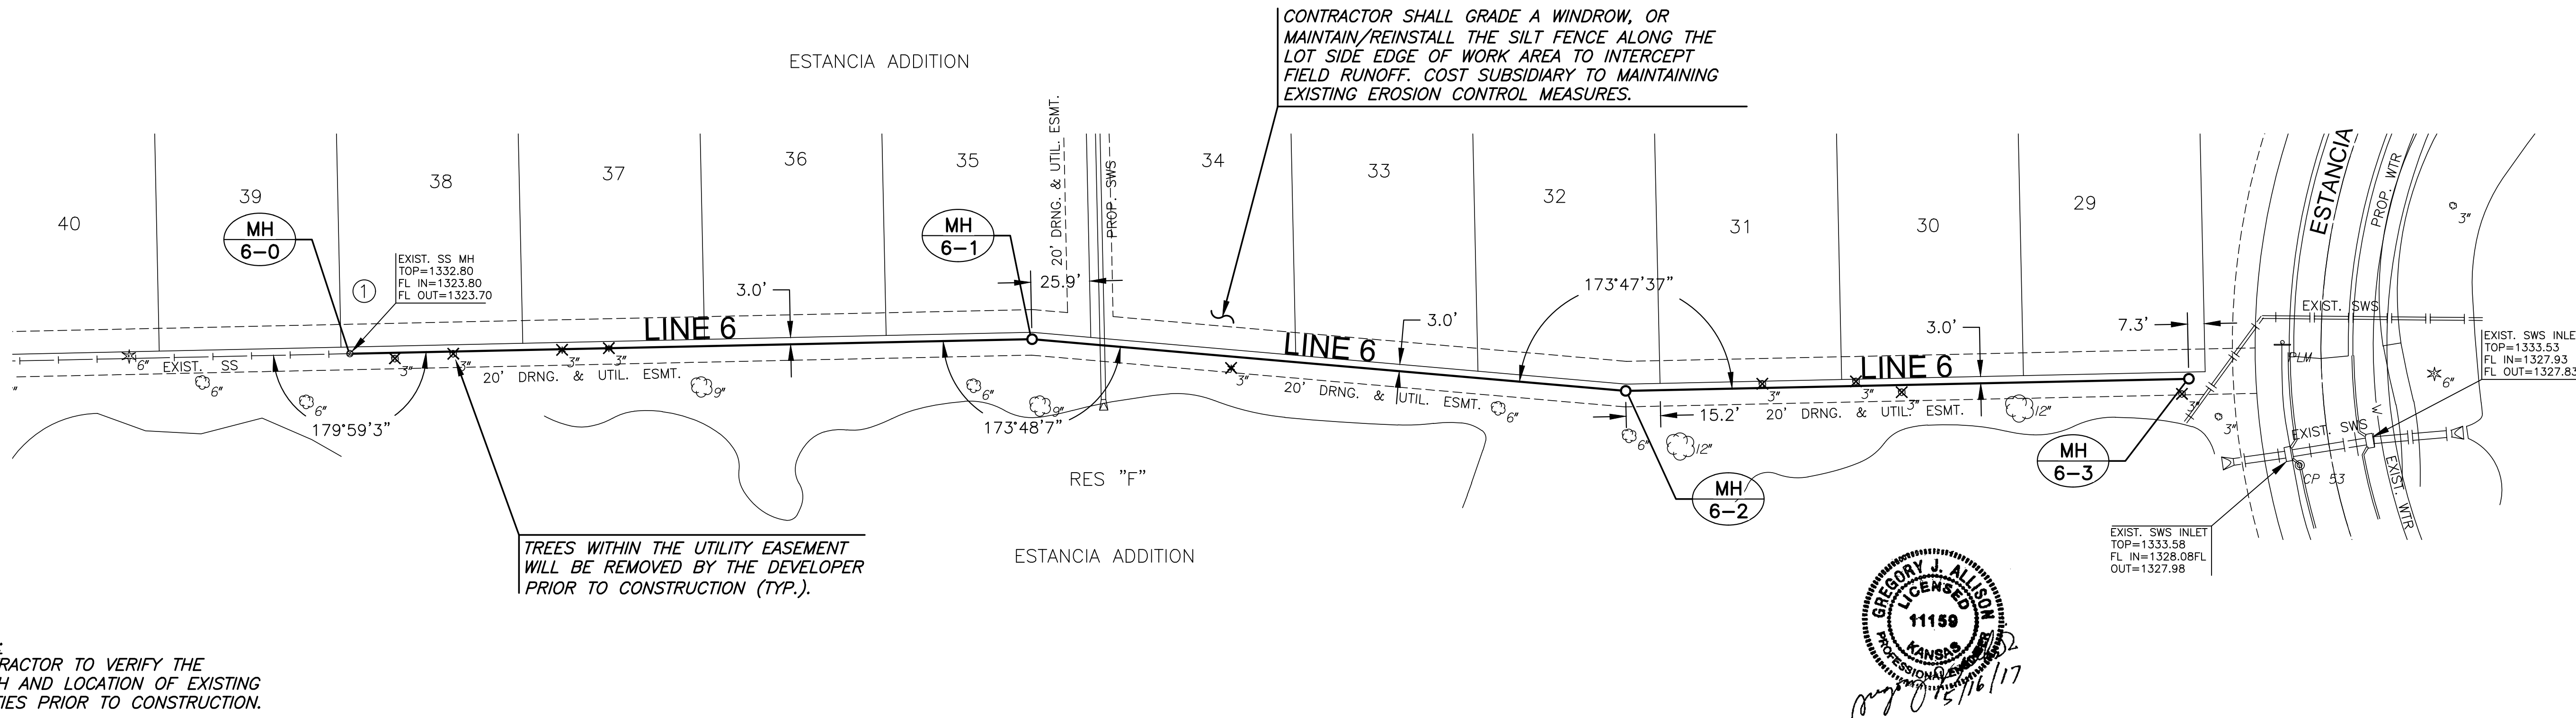 CONTRACTOR SHALL GRADE A WINDROW, OR
MAINTAIN/REINSTALL THE SILT FENCE ALONG THE
LOT SIDE EDGE OF WORK AREA TO INTERCEPT
FIELD RUNOFF. COST SUBSIDIARY TO MAINTAINING
EXISTING EROSION CONTROL MEASURES.
ESTANCIA ADDITION
40
39
38
37
36
35
34
33
32
31
30
29
20' DRNG. & UTIL. ESMT.
PROP. SWS
ESTANCIA
PROP. WTR
3"
MH
6-0
MH
6-1
1
EXIST. SS MH
TOP=1332.80
FL IN=1323.80
FL OUT=1323.70
3.0'
25.9'
LINE 6
3.0'
LINE 6
173°47'37"
3.0'
LINE 6
7.3'
EXIST. SWS
EXIST. SWS INLE
TOP=1333.53
FL IN=1327.93
FL OUT=1327.83
PLM
6"
EXIST. SS
6"
6"
179°59'3"
3"
3"
3"
3"
20' DRNG. & UTIL. ESMT.
9"
6"
9"
173°48'7"
3"
20' DRNG. & UTIL. ESMT.
6"
6"
12"
15.2'
3"
3"
3"
20' DRNG. & UTIL. ESMT.
12"
3"
3"
6"
W
EXIST. SWS
CP 53
EXIST. WTR
MH
6-2
MH
6-3
RES "F"
ESTANCIA ADDITION
TREES WITHIN THE UTILITY EASEMENT
WILL BE REMOVED BY THE DEVELOPER
PRIOR TO CONSTRUCTION (TYP.).
EXIST. SWS INLET
TOP=1333.58
FL IN=1328.08FL
OUT=1327.98
GREGORY J. ALLISON
LICENSED
11159
KANSAS
PROFESSIONAL ENGINEER
5/16/17
RACTOR TO VERIFY THE
H AND LOCATION OF EXISTING
TIES PRIOR TO CONSTRUCTION.